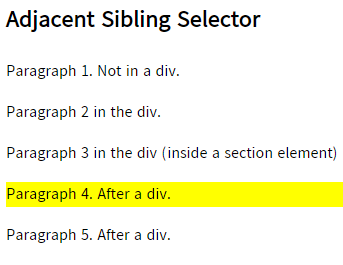 Adjacent Sibling Selector
Paragraph 1. Not in a div.
Paragraph 2 in the div.
Paragraph 3 in the div (inside a section element)
Paragraph 4. After a div.
Paragraph 5. After a div.